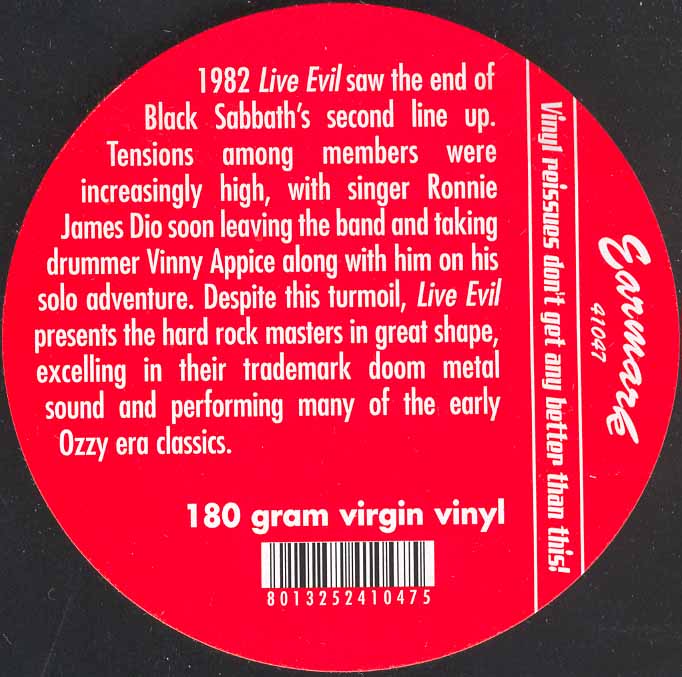 1982 Live Evil saw the end of
Black Sabbath's second line up.
Tensions among members were
increasingly high, with singer Ronnie
James Dio soon leaving the band and taking
drummer Vinny Appice along with him on his
solo adventure. Despite this turmoil, Live Evil
presents the hard rock masters in great shape,
excelling in their trademark doom metal
sound and performing many of the early
Ozzy era classics.
180 gram virgin vinyl
8013252410475
Vinyl reissues don't get any better than this!
Earmark
41047